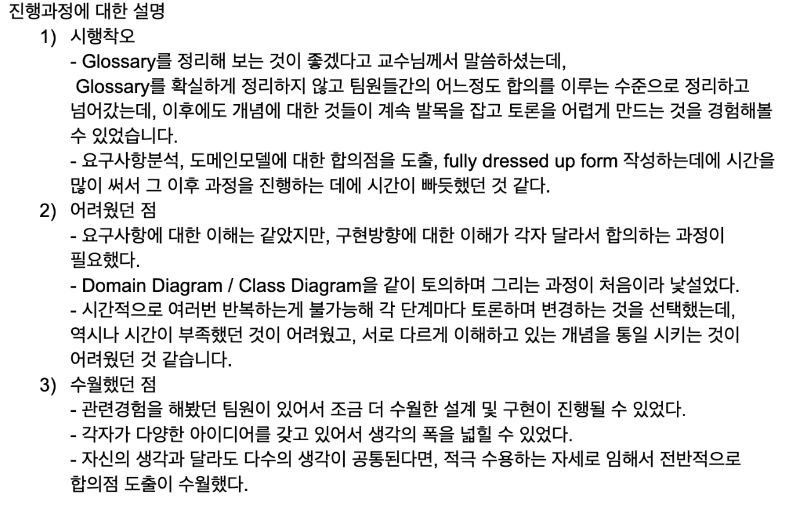 진행과정에 대한 설명
1) 시행착오
- Glossary를 정리해 보는 것이 좋겠다고 교수님께서 말씀하셨는데,
Glossary를 확실하게 정리하지 않고 팀원들간의 어느정도 합의를 이루는 수준으로 정리하고
넘어갔는데, 이후에도 개념에 대한 것들이 계속 발목을 잡고 토론을 어렵게 만드는 것을 경험해볼
수 있었습니다.
- 요구사항분석, 도메인모델에 대한 합의점을 도출, fully dressed up form 작성하는데에 시간을
많이 써서 그 이후 과정을 진행하는 데에 시간이 빠듯했던 것 같다.
2) 어려웠던 점
- 요구사항에 대한 이해는 같았지만, 구현방향에 대한 이해가 각자 달라서 합의하는 과정이
필요했다.
- Domain Diagram / Class Diagram을 같이 토의하며 그리는 과정이 처음이라 낯설었다.
- 시간적으로 여러번 반복하는게 불가능해 각 단계마다 토론하며 변경하는 것을 선택했는데,
역시나 시간이 부족했던 것이 어려웠고, 서로 다르게 이해하고 있는 개념을 통일 시키는 것이
어려웠던 것 같습니다.
3) 수월했던 점
- 관련경험을 해봤던 팀원이 있어서 조금 더 수월한 설계 및 구현이 진행될 수 있었다.
- 각자가 다양한 아이디어를 갖고 있어서 생각의 폭을 넓힐 수 있었다.
- 자신의 생각과 달라도 다수의 생각이 공통된다면, 적극 수용하는 자세로 임해서 전반적으로
합의점 도출이 수월했다.